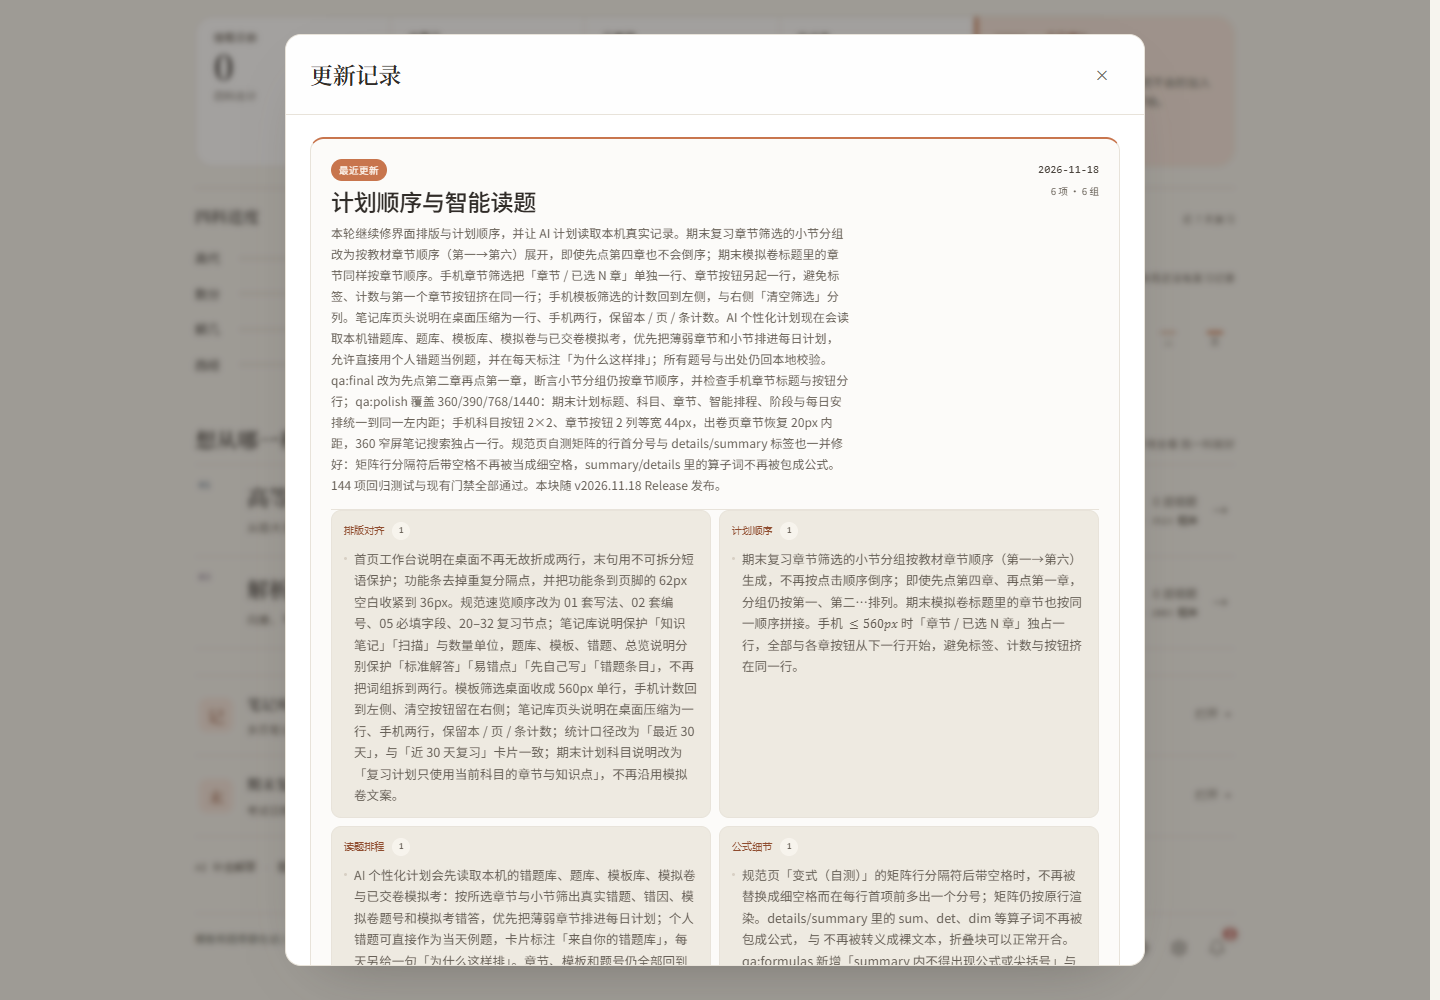 更新记录
×
最近更新
2026-11-18
计划顺序与智能读题
6 项 · 6 组
本轮继续修界面排版与计划顺序，并让 AI 计划读取本机真实记录。期末复习章节筛选的小节分组
改为按教材章节顺序（第一→第六）展开，即使先点第四章也不会倒序；期末模拟卷标题里的章
节同样按章节顺序。手机章节筛选把「章节 / 已选 N 章」单独一行、章节按钮另起一行，避免标
签、计数与第一个章节按钮挤在同一行；手机模板筛选的计数回到左侧，与右侧「清空筛选」分
列。笔记库页头说明在桌面压缩为一行、手机两行，保留本 / 页 / 条计数。AI 个性化计划现在会读
取本机错题库、题库、模板库、模拟卷与已交卷模拟考，优先把薄弱章节和小节排进每日计划，
允许直接用个人错题当例题，并在每天标注「为什么这样排」；所有题号与出处仍回本地校验。
qa:final 改为先点第二章再点第一章，断言小节分组仍按章节顺序，并检查手机章节标题与按钮分
行；qa:polish 覆盖 360/390/768/1440：期末计划标题、科目、章节、智能排程、阶段与每日安
排统一到同一左内距；手机科目按钮 2×2、章节按钮 2 列等宽 44px，出卷页章节恢复 20px 内
距，360 窄屏笔记搜索独占一行。规范页自测矩阵的行首分号与 details/summary 标签也一并修
好：矩阵行分隔符后带空格不再被当成细空格，summary/details 里的算子词不再被包成公式。
144 项回归测试与现有门禁全部通过。本块随 v2026.11.18 Release 发布。
排版对齐 1
首页工作台说明在桌面不再无故折成两行，末句用不可拆分短
语保护；功能条去掉重复分隔点，并把功能条到页脚的 62px
空白收紧到 36px。规范速览顺序改为 01 套写法、02 套编
号、05 必填字段、20–32 复习节点；笔记库说明保护「知识
笔记」「扫描」与数量单位，题库、模板、错题、总览说明分
别保护「标准解答」「易错点」「先自己写」「错题条目」，不再
把词组拆到两行。模板筛选桌面收成 560px 单行，手机计数回
到左侧、清空按钮留在右侧；笔记库页头说明在桌面压缩为一
行、手机两行，保留本 / 页 / 条计数；统计口径改为「最近 30
天」，与「近 30 天复习」卡片一致；期末计划科目说明改为
「复习计划只使用当前科目的章节与知识点」，不再沿用模拟
卷文案。
计划顺序 1
期末复习章节筛选的小节分组按教材章节顺序（第一→第六）
生成，不再按点击顺序倒序；即使先点第四章、再点第一章，
分组仍按第一、第二…排列。期末模拟卷标题里的章节也按同
一顺序拼接。手机 ≤ 560px 时「章节 / 已选 N 章」独占一
行，全部与各章按钮从下一行开始，避免标签、计数与按钮挤
在同一行。
读题排程 1
AI 个性化计划会先读取本机的错题库、题库、模板库、模拟卷
与已交卷模拟考：按所选章节与小节筛出真实错题、错因、模
拟卷题号和模拟考错答，优先把薄弱章节排进每日计划；个人
错题可直接作为当天例题，卡片标注「来自你的错题库」，每
天另给一句「为什么这样排」。章节、模板和题号仍全部回到
公式细节 1
规范页「变式（自测）」的矩阵行分隔符后带空格时，不再被
替换成细空格而在每行首项前多出一个分号；矩阵仍按原行渲
染。details/summary 里的 sum、det、dim 等算子词不再被
包成公式， 与 不再被转义成裸文本，折叠块可以正常开合。
qa:formulas 新增「summary 内不得出现公式或尖括号」与